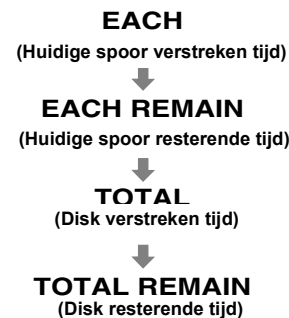 EACH
(Huidige spoor verstreken tijd)
EACH REMAIN
(Huidige spoor resterende tijd)
TOTAL
(Disk verstreken tijd)
TOTAL REMAIN
(Disk resterende tijd)